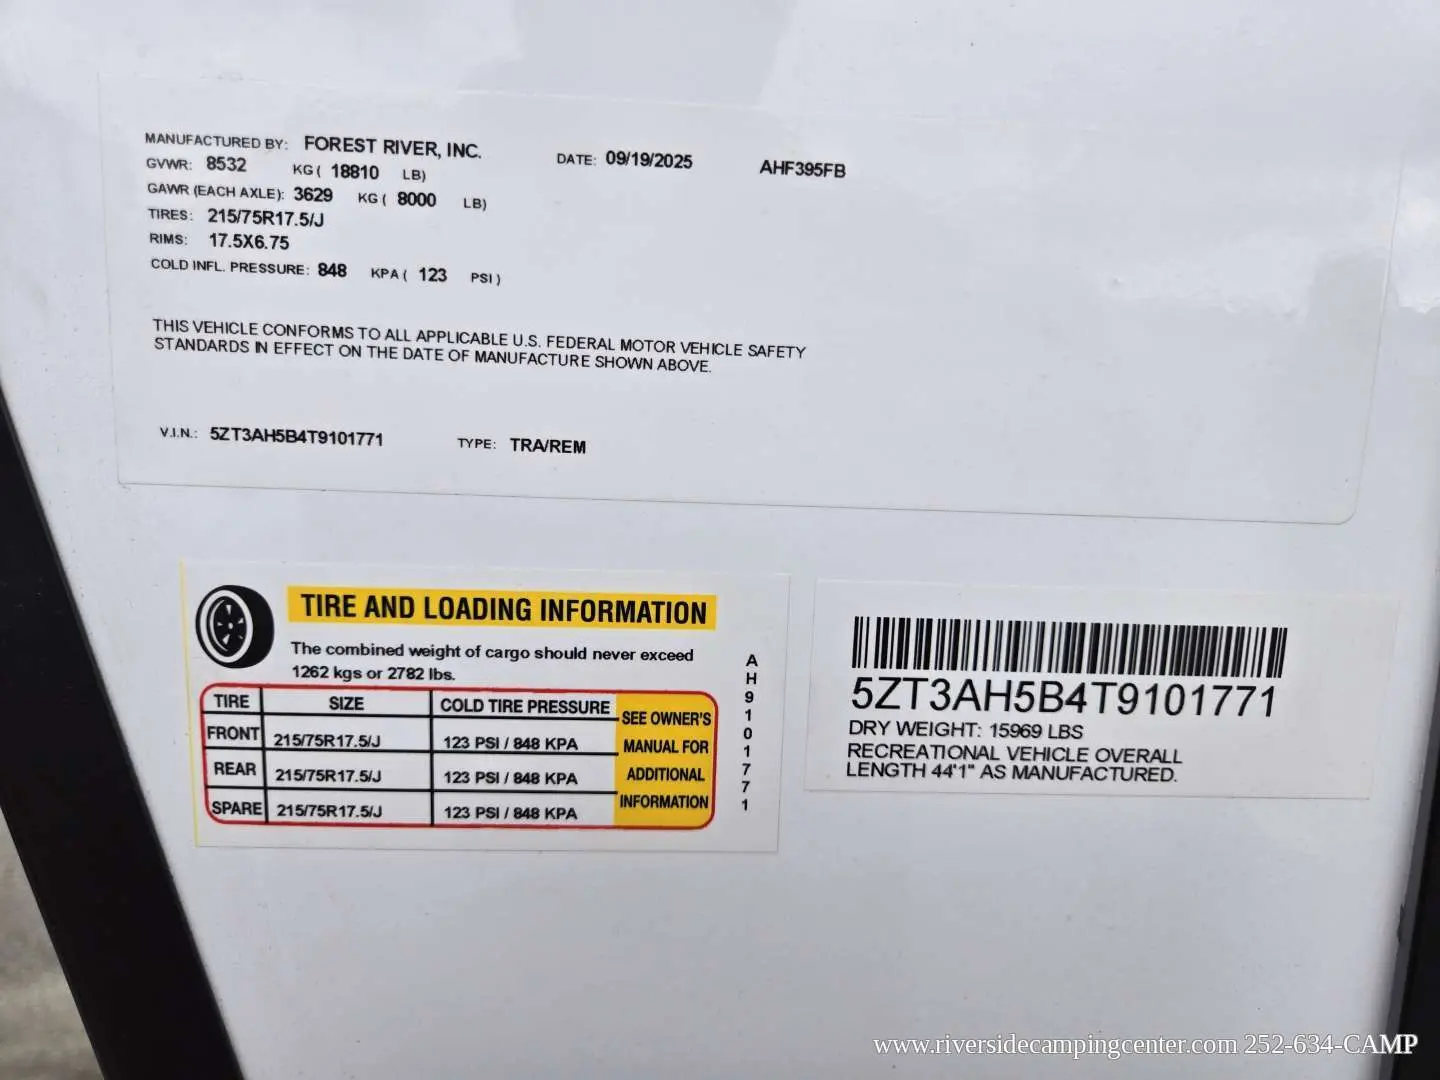 MANUFACTURED BY: FOREST RIVER, INC. DATE: 09/19/2025 AHF395FB
GVWR: 8532 KG ( 18810 LB)
GAWR (EACH AXLE): 3629 KG ( 8000 LB)
TIRES: 215/75R17.5/J
RIMS: 17.5X6.75
COLD INFL. PRESSURE: 848 KPA ( 123 PSI )
THIS VEHICLE CONFORMS TO ALL APPLICABLE U.S. FEDERAL MOTOR VEHICLE SAFETY
STANDARDS IN EFFECT ON THE DATE OF MANUFACTURE SHOWN ABOVE.
V.I.N.: 5ZT3AH5B4T9101771 TYPE: TRA/REM
TIRE AND LOADING INFORMATION
The combined weight of cargo should never exceed
1262 kgs or 2782 lbs.
TIRE SIZE COLD TIRE PRESSURE
FRONT 215/75R17.5/J 123 PSI / 848 KPA
REAR 215/75R17.5/J 123 PSI / 848 KPA
SPARE 215/75R17.5/J 123 PSI / 848 KPA
SEE OWNER'S
MANUAL FOR
ADDITIONAL
INFORMATION
AH9101771
5ZT3AH5B4T9101771
DRY WEIGHT: 15969 LBS
RECREATIONAL VEHICLE OVERALL
LENGTH 44'1" AS MANUFACTURED.
www.riversidecampingcenter.com 252-634-CAMP